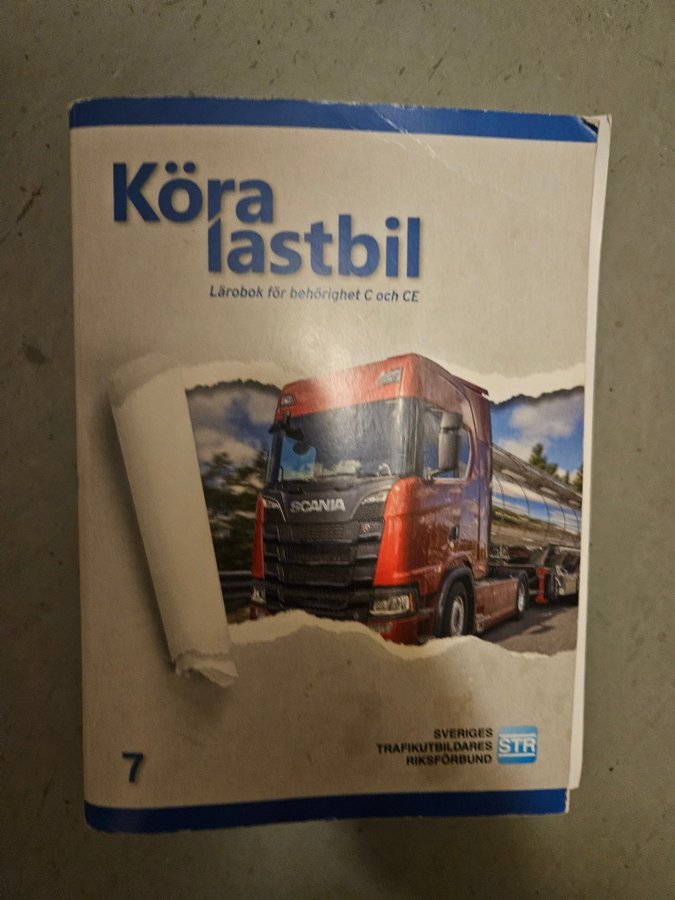 Köra
lastbil
Lärobok för behörighet C och CE
SCANIA
SVERIGES
TRAFIKUTBILDARES
RIKSFÖRBUND
STR
7